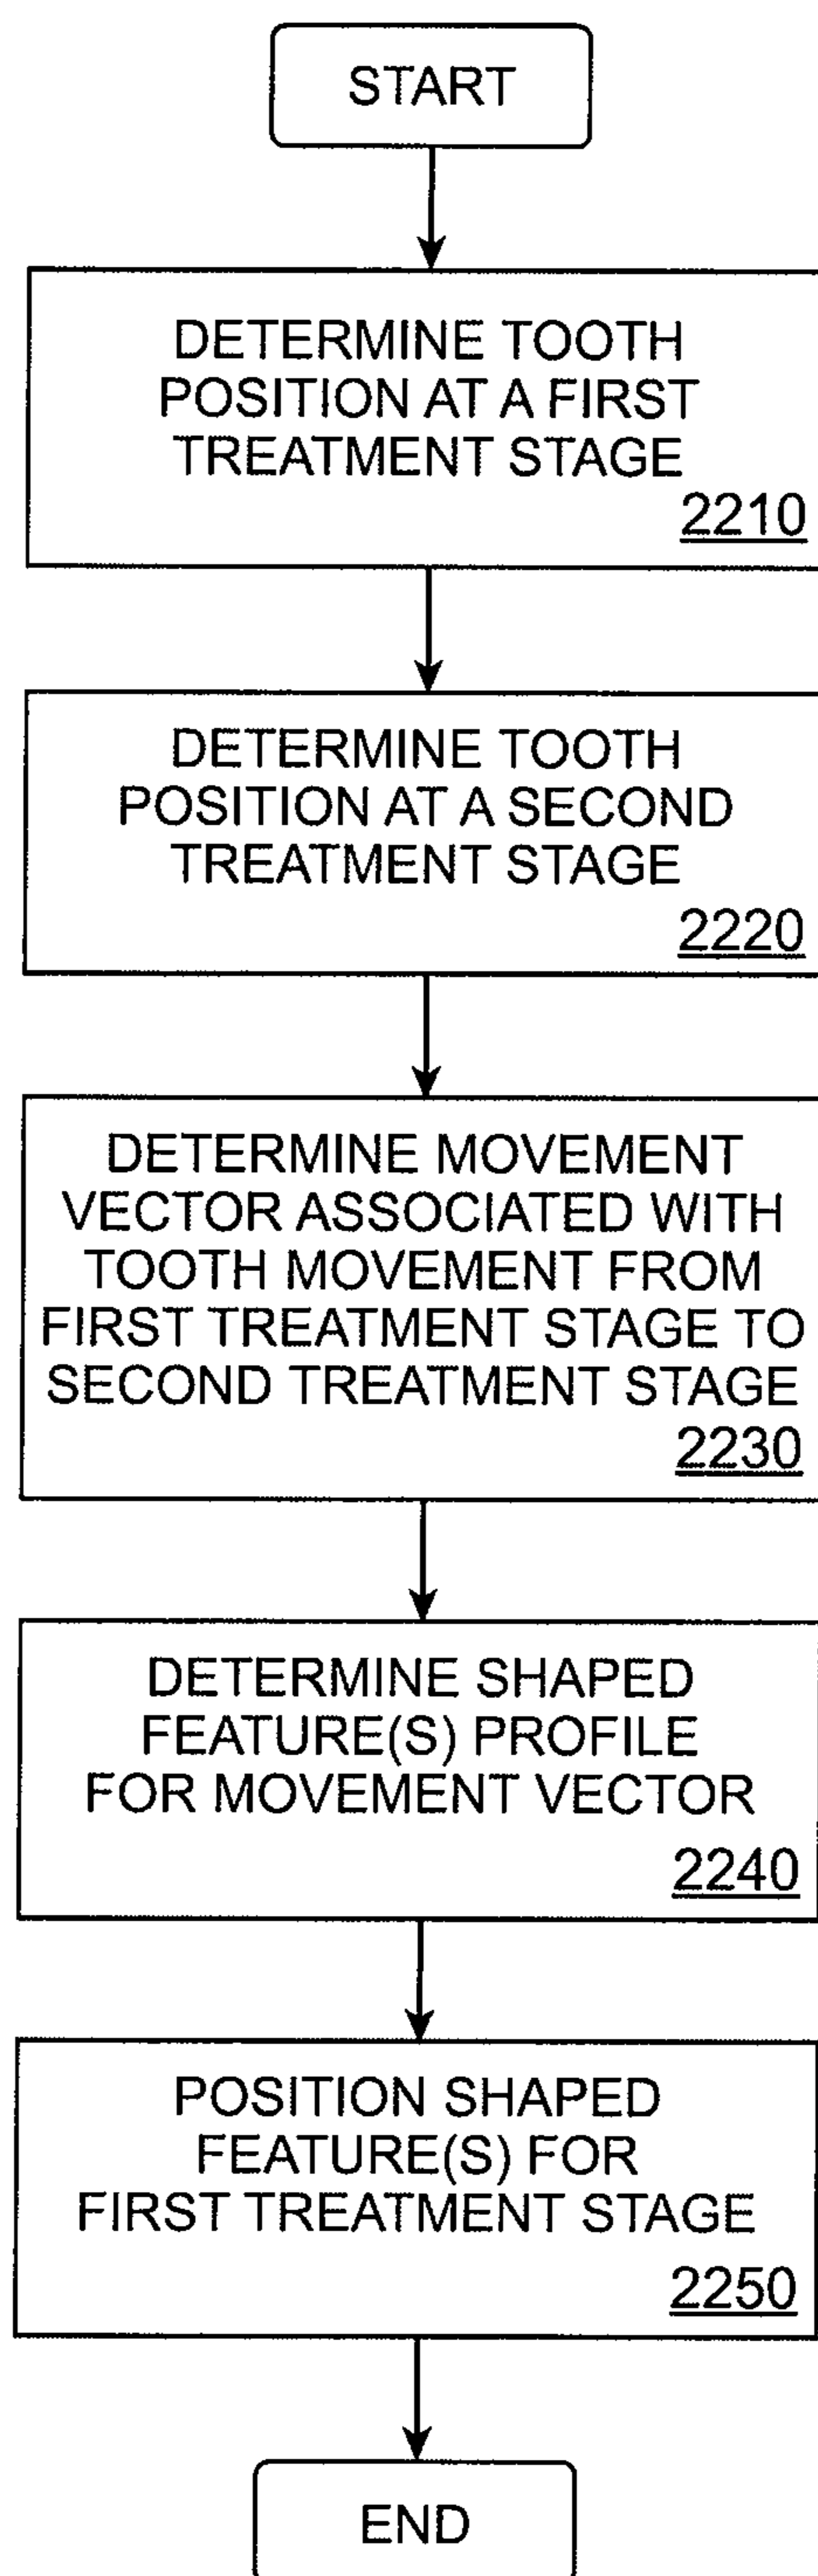 START
DETERMINE TOOTH
POSITION AT A FIRST
TREATMENT STAGE
2210
DETERMINE TOOTH
POSITION AT A SECOND
TREATMENT STAGE
2220
DETERMINE MOVEMENT
VECTOR ASSOCIATED WITH
TOOTH MOVEMENT FROM
FIRST TREATMENT STAGE TO
SECOND TREATMENT STAGE
2230
DETERMINE SHAPED
FEATURE(S) PROFILE
FOR MOVEMENT VECTOR
2240
POSITION SHAPED
FEATURE(S) FOR
FIRST TREATMENT STAGE
2250
END